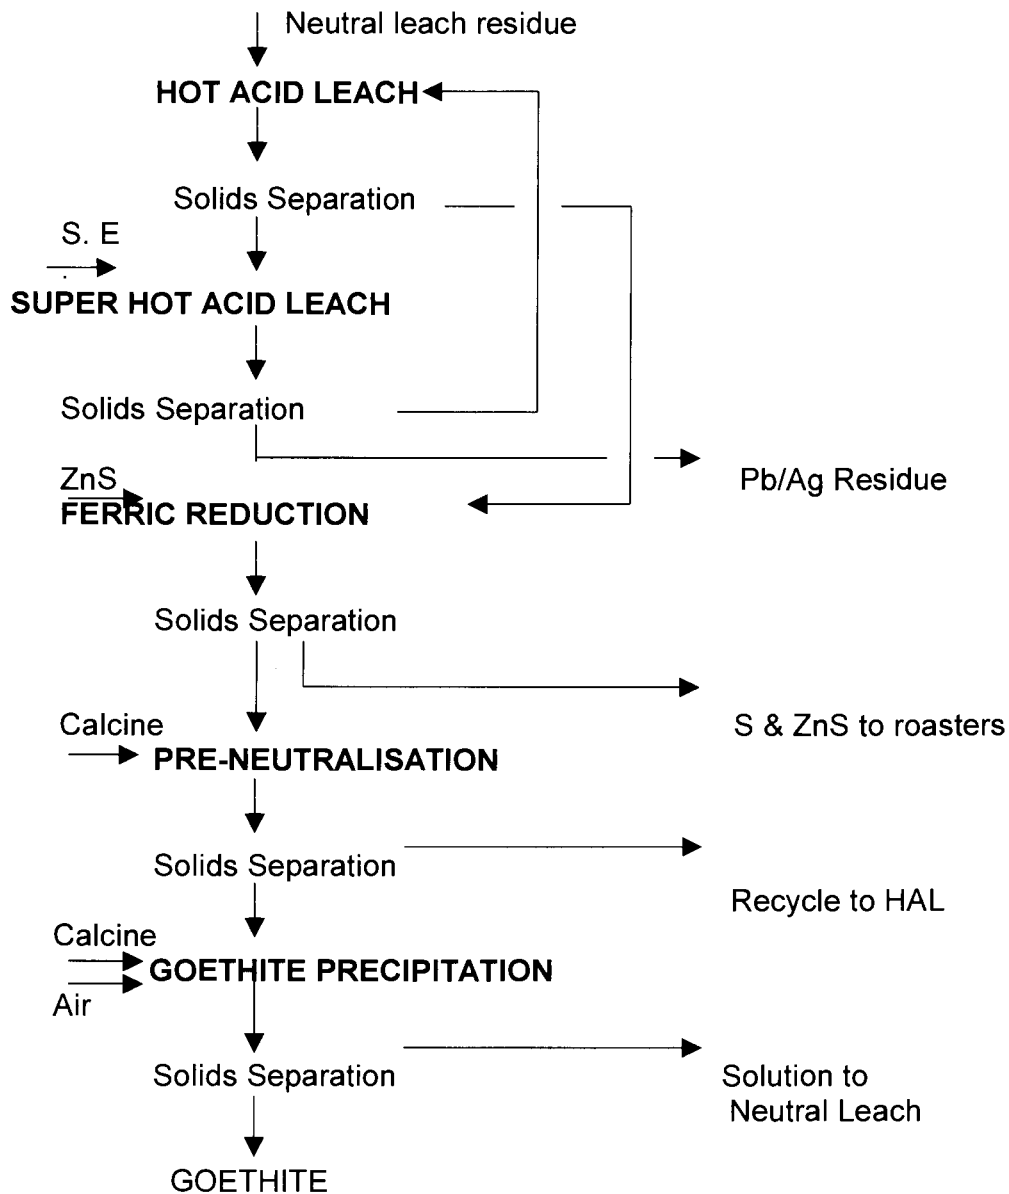 Neutral leach residue
HOT ACID LEACH
Solids Separation
S. E
SUPER HOT ACID LEACH
Solids Separation
Pb/Ag Residue
ZnS
FERRIC REDUCTION
Solids Separation
S & ZnS to roasters
Calcine
PRE-NEUTRALISATION
Solids Separation
Recycle to HAL
Calcine
GOETHITE PRECIPITATION
Air
Solids Separation
Solution to
Neutral Leach
GOETHITE